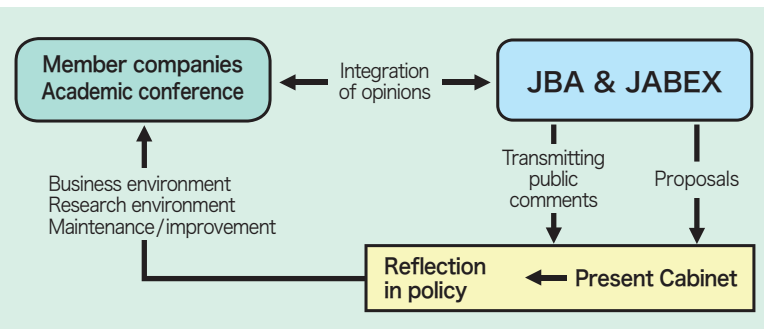 Member companies
Academic conference
Integration
of opinions
JBA & JABEX
Transmitting
public
comments
Proposals
Business environment
Research environment
Maintenance/improvement
Reflection
in policy
Present Cabinet